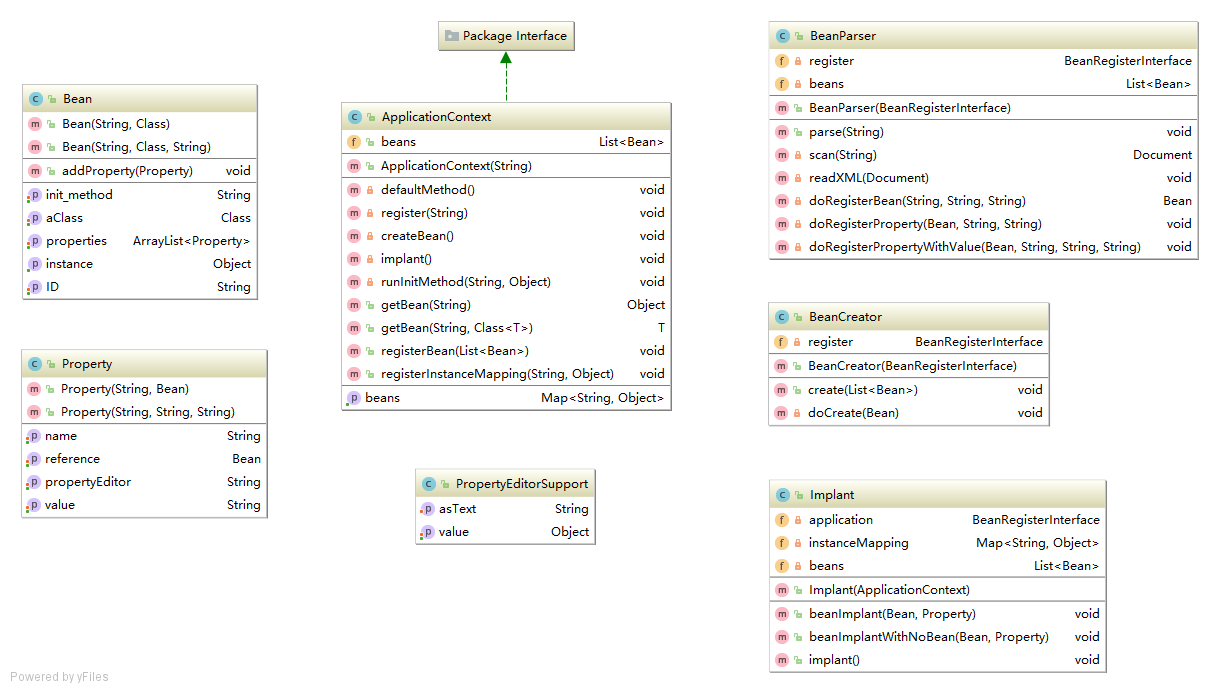 Package Interface
Bean
Bean(String, Class)
Bean(String, Class, String)
addProperty(Property) void
init_method String
aClass Class
properties ArrayList<Property>
instance Object
ID String
Property
Property(String, Bean)
Property(String, String, String)
name String
reference Bean
propertyEditor String
value String
ApplicationContext
beans List<Bean>
ApplicationContext(String)
defaultMethod() void
register(String) void
createBean() void
implant() void
runInitMethod(String, Object) void
getBean(String) Object
getBean(String, Class<T>) T
registerBean(List<Bean>) void
registerInstanceMapping(String, Object) void
beans Map<String, Object>
PropertyEditorSupport
asText String
value Object
BeanParser
register BeanRegisterInterface
beans List<Bean>
BeanParser(BeanRegisterInterface)
parse(String) void
scan(String) Document
readXML(Document) void
doRegisterBean(String, String, String) Bean
doRegisterProperty(Bean, String, String) void
doRegisterPropertyWithValue(Bean, String, String, String) void
BeanCreator
register BeanRegisterInterface
BeanCreator(BeanRegisterInterface)
create(List<Bean>) void
doCreate(Bean) void
Implant
application BeanRegisterInterface
instanceMapping Map<String, Object>
beans List<Bean>
Implant(ApplicationContext)
beanImplant(Bean, Property) void
beanImplantWithNoBean(Bean, Property) void
implant() void
Powered by yFiles